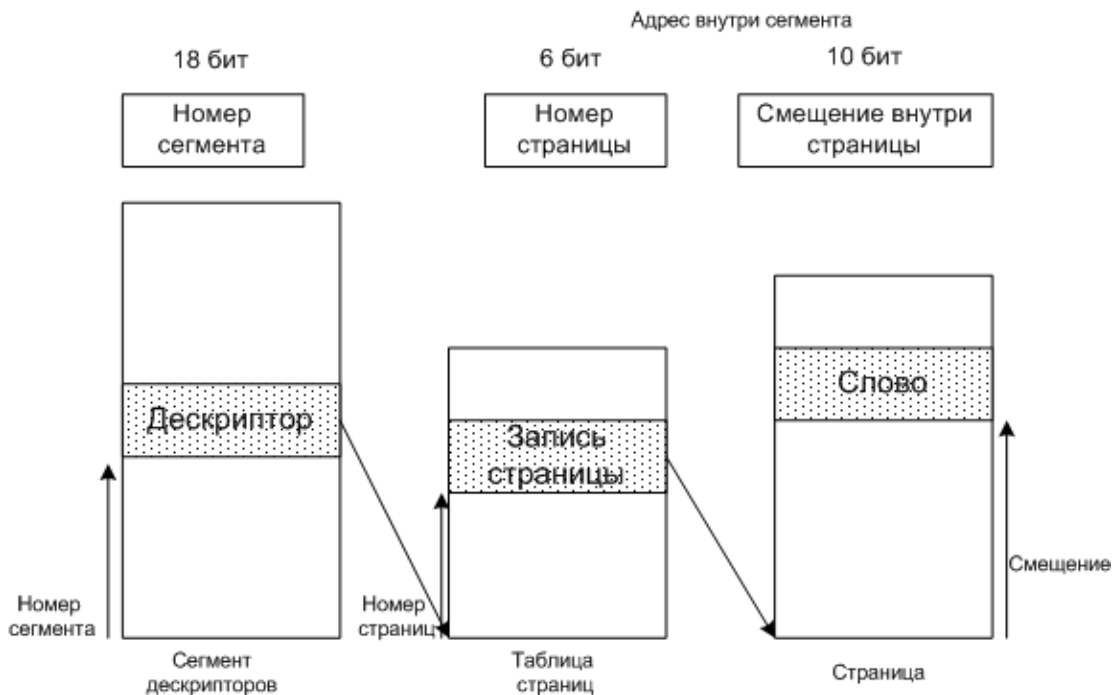 Адрес внутри сегмента
18 бит
6 бит
10 бит
Номер
сегмента
Номер
страницы
Смещение внутри
страницы
Дескриптор
Запись
страницы
Слово
Номер
сегмента
Номер
страниц
Смещение
Сегмент
дескрипторов
Таблица
страниц
Страница